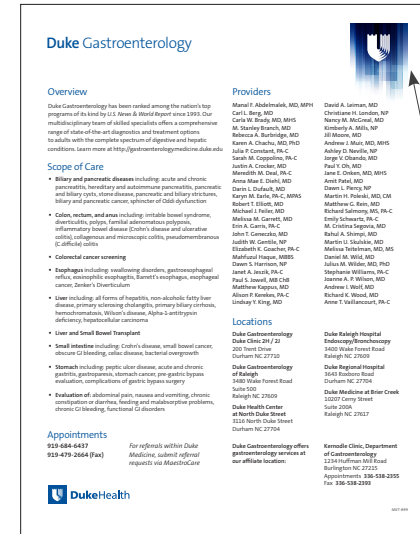 Duke Gastroenterology
Overview
Duke Gastroenterology has been ranked among the nation's top
programs of its kind by U.S. News & World Report since 1993. Our
multidisciplinary team of skilled specialists offers a comprehensive
range of state-of-the-art diagnostics and treatment options
to adults with the complete spectrum of digestive and hepatic
conditions. Learn more at http://gastroenterology.medicine.duke.edu
Scope of Care
• Biliary and pancreatic diseases including: acute and chronic
pancreatitis, hereditary and autoimmune pancreatitis, pancreatic
and biliary cysts, stone disease, pancreatic and biliary strictures,
biliary and pancreatic cancer, sphincter of Oddi dysfunction
• Colon, rectum, and anus including: irritable bowel syndrome,
diverticulitis, polyps, familial adenomatous polyposis,
inflammatory bowel disease (Crohn's disease and ulcerative
colitis), collagenous and microscopic colitis, pseudomembranous
(C.difficile) colitis
• Colorectal cancer screening
• Esophagus including: swallowing disorders, gastroesophageal
reflux, eosinophilic esophagitis, Barrett's esophagus, esophageal
cancer, Zenker's Diverticulum
• Liver including: all forms of hepatitis, non-alcoholic fatty liver
disease, primary sclerosing cholangitis, primary biliary cirrhosis,
hemochromatosis, Wilson's disease, Alpha-1-antitrypsin
deficiency, hepatocellular carcinoma
• Liver and Small Bowel Transplant
• Small intestine including: Crohn's disease, small bowel cancer,
obscure GI bleeding, celiac disease, bacterial overgrowth
• Stomach including: peptic ulcer disease, acute and chronic
gastritis, gastroparesis, stomach cancer, pre-gastric bypass
evaluation, complications of gastric bypass surgery
• Evaluation of: abdominal pain, nausea and vomiting, chronic
constipation or diarrhea, feeding and malabsorptive problems,
chronic GI bleeding, functional GI disorders
Appointments
919-684-6437
919-479-2664 (Fax)
For referrals within Duke
Medicine, submit referral
requests via MaestroCare
DukeHealth
Providers
Manal F. Abdelmalek, MD, MPH
Carl L. Berg, MD
Carla W. Brady, MD, MHS
M. Stanley Branch, MD
Rebecca A. Burbridge, MD
Karen A. Chachu, MD, PhD
Julia P. Constant, PA-C
Sarah M. Coppolino, PA-C
Justin A. Crocker, MD
Meredith M. Deal, PA-C
Anna Mae E. Diehl, MD
Darin L. Dufault, MD
Karyn M. Earle, PA-C, MPAS
Robert T. Elliott, MD
Michael J. Feiler, MD
Melissa M. Garrett, MD
Erin A. Garris, PA-C
John T. Geneczko, MD
Judith W. Gentile, NP
Elizabeth K. Goacher, PA-C
Mahfuzul Haque, MBBS
Dawn S. Harrison, NP
Janet A. Jeszik, PA-C
Paul S. Jowell, MB ChB
Matthew Kappus, MD
Alison P. Kerekes, PA-C
Lindsay Y. King, MD
David A. Leiman, MD
Christiane H. London, NP
Nancy M. McGreal, MD
Kimberly A. Mills, NP
Jill Moore, MD
Andrew J. Muir, MD, MHS
Ashley D. Neville, NP
Jorge V. Obando, MD
Paul Y. Oh, MD
Jane E. Onken, MD, MHS
Amit Patel, MD
Dawn L. Piercy, NP
Martin H. Poleski, MD, CM
Matthew G. Rein, MD
Richard Salmony, MS, PA-C
Emily Schwartz, PA-C
M. Cristina Segovia, MD
Rahul A. Shimpi, MD
Martin U. Skulskie, MD
Melissa Teitelman, MD, MS
Daniel M. Wild, MD
Julius M. Wilder, MD, PhD
Stephanie Williams, PA-C
Joanne A. P. Wilson, MD
Andrew I. Wolf, MD
Richard K. Wood, MD
Anne T. Vaillancourt, PA-C
Locations
Duke Gastroenterology
Duke Clinic 2H / 2J
200 Trent Drive
Durham NC 27710
Duke Gastroenterology
of Raleigh
3480 Wake Forest Road
Suite 500
Raleigh NC 27609
Duke Health Center
at North Duke Street
3116 North Duke Street
Durham NC 27704
Duke Gastroenterology offers
gastroenterology services at
our affiliate location:
Duke Raleigh Hospital
Endoscopy/Bronchoscopy
3400 Wake Forest Road
Raleigh NC 27609
Duke Regional Hospital
3643 Roxboro Road
Durham NC 27704
Duke Medicine at Brier Creek
10207 Cerny Street
Suite 200A
Raleigh NC 27617
Kernodle Clinic, Department
of Gastroenterology
1234 Huffman Mill Road
Burlington NC 27215
Appointments 336-538-2355
Fax 336-538-2393